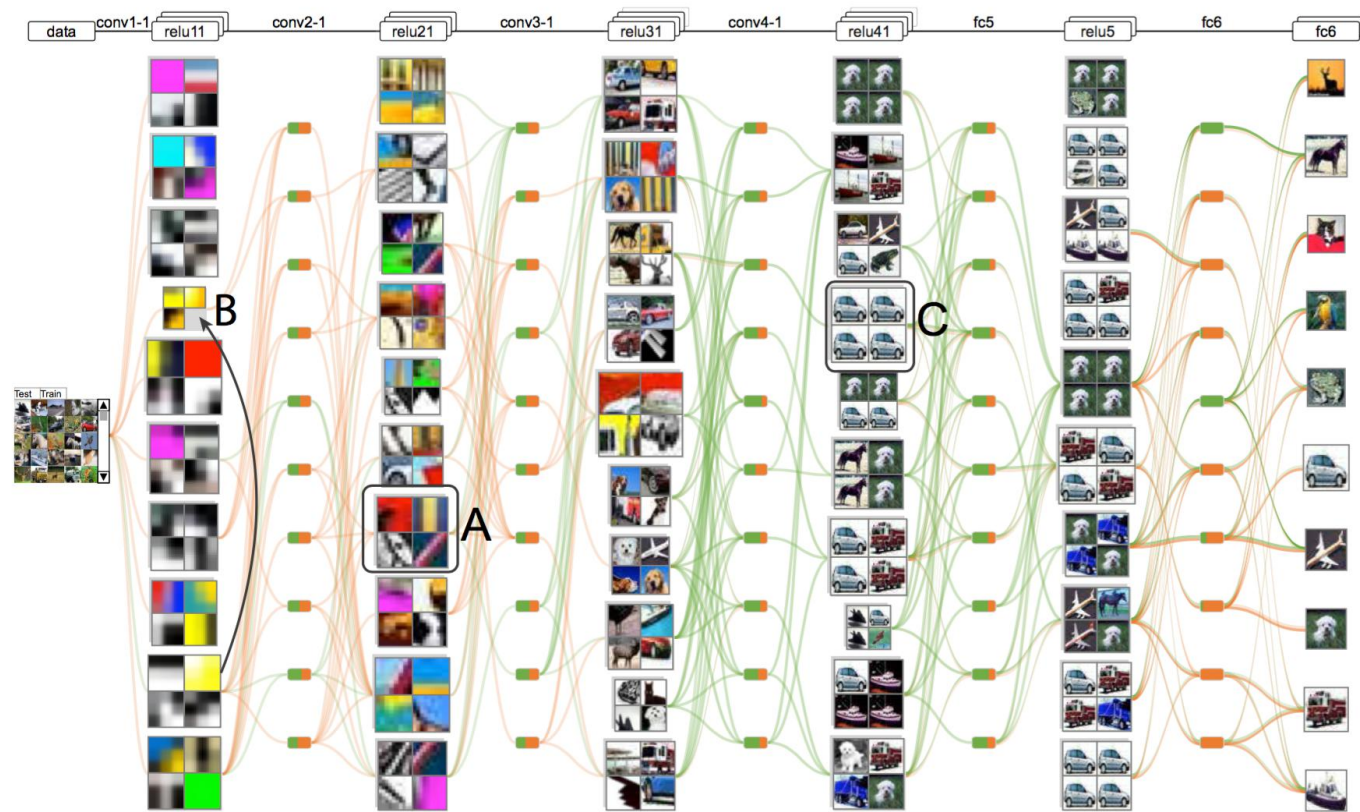 data conv1-1 relu11 conv2-1 relu21 conv3-1 relu31 conv4-1 relu41 fc5 relu5 fc6 fc6
B
C
Test Train
A